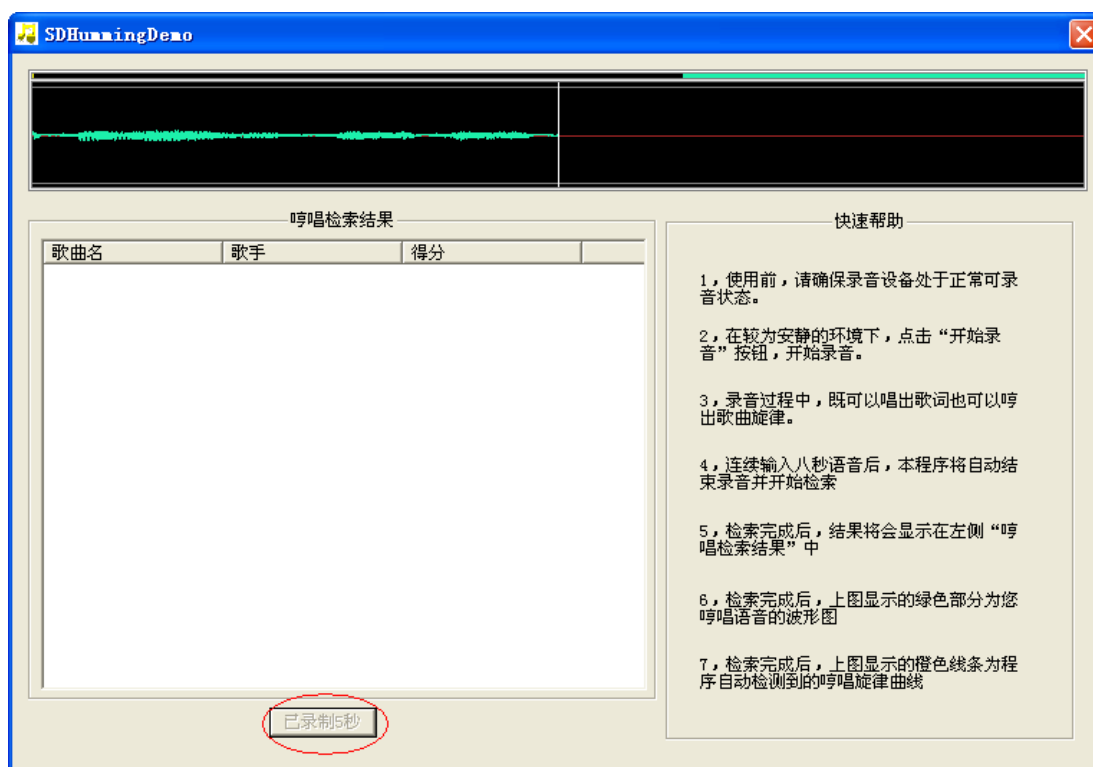 SDHummingDemo
哼唱检索结果
歌曲名 歌手 得分
已录制5秒
快速帮助
1，使用前，请确保录音设备处于正常可录
音状态。
2，在较为安静的环境下，点击“开始录
音”按钮，开始录音。
3，录音过程中，既可以唱出歌词也可以哼
出歌曲旋律。
4，连续输入八秒语音后，本程序将自动结
束录音并开始检索
5，检索完成后，结果将会显示在左侧“哼
唱检索结果”中
6，检索完成后，上图显示的绿色部分为您
哼唱语音的波形图
7，检索完成后，上图显示的橙色线条为程
序自动检测到的哼唱旋律曲线